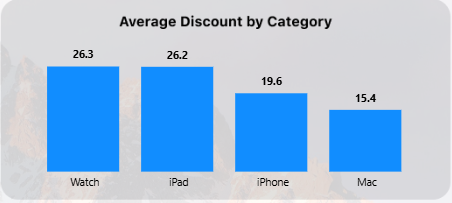 Average Discount by Category
26.3 26.2 19.6 15.4
Watch iPad iPhone Mac